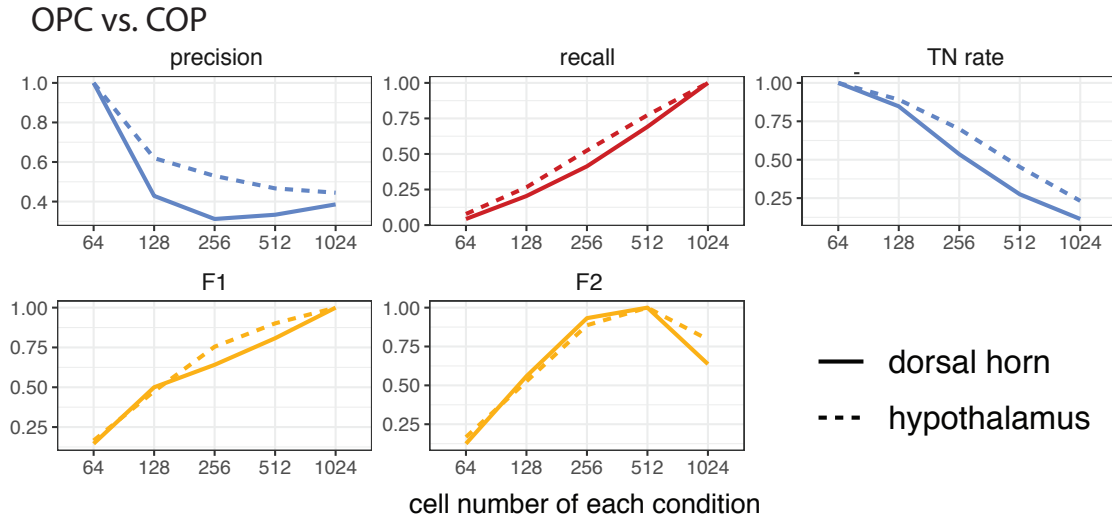 OPC vs. COP
precision
recall
TN rate
1.0
0.8
0.6
0.4
64 128 256 512 1024
1.00
0.75
0.50
0.25
0.00
64 128 256 512 1024
1.00
0.75
0.50
0.25
64 128 256 512 1024
F1
F2
1.00
0.75
0.50
0.25
64 128 256 512 1024
1.00
0.75
0.50
0.25
64 128 256 512 1024
dorsal horn
hypothalamus
cell number of each condition